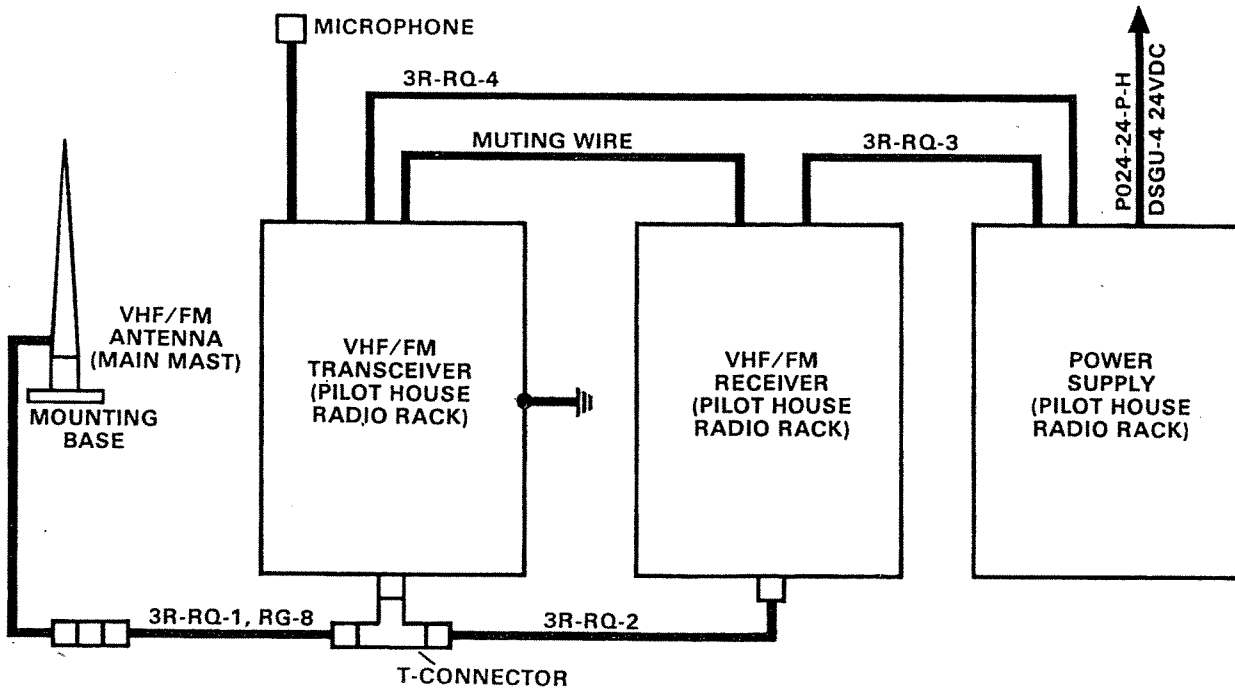 MICROPHONE
3R-RQ-4
MUTING WIRE
3R-RQ-3
P024-24-P-H
DSGU-4 24VDC
VHF/FM
ANTENNA
(MAIN MAST)
MOUNTING
BASE
VHF/FM
TRANSCEIVER
(PILOT HOUSE
RADIO RACK)
VHF/FM
RECEIVER
(PILOT HOUSE
RADIO RACK)
POWER
SUPPLY
(PILOT HOUSE
RADIO RACK)
3R-RQ-1, RG-8
3R-RQ-2
T-CONNECTOR